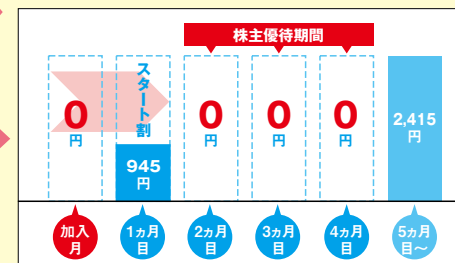 株主優待期間
スタート割
0
円
945
円
0
円
0
円
0
円
2,415
円
加入
月
1ヵ月
目
2ヵ月
目
3ヵ月
目
4ヵ月
目
5ヵ月
目〜